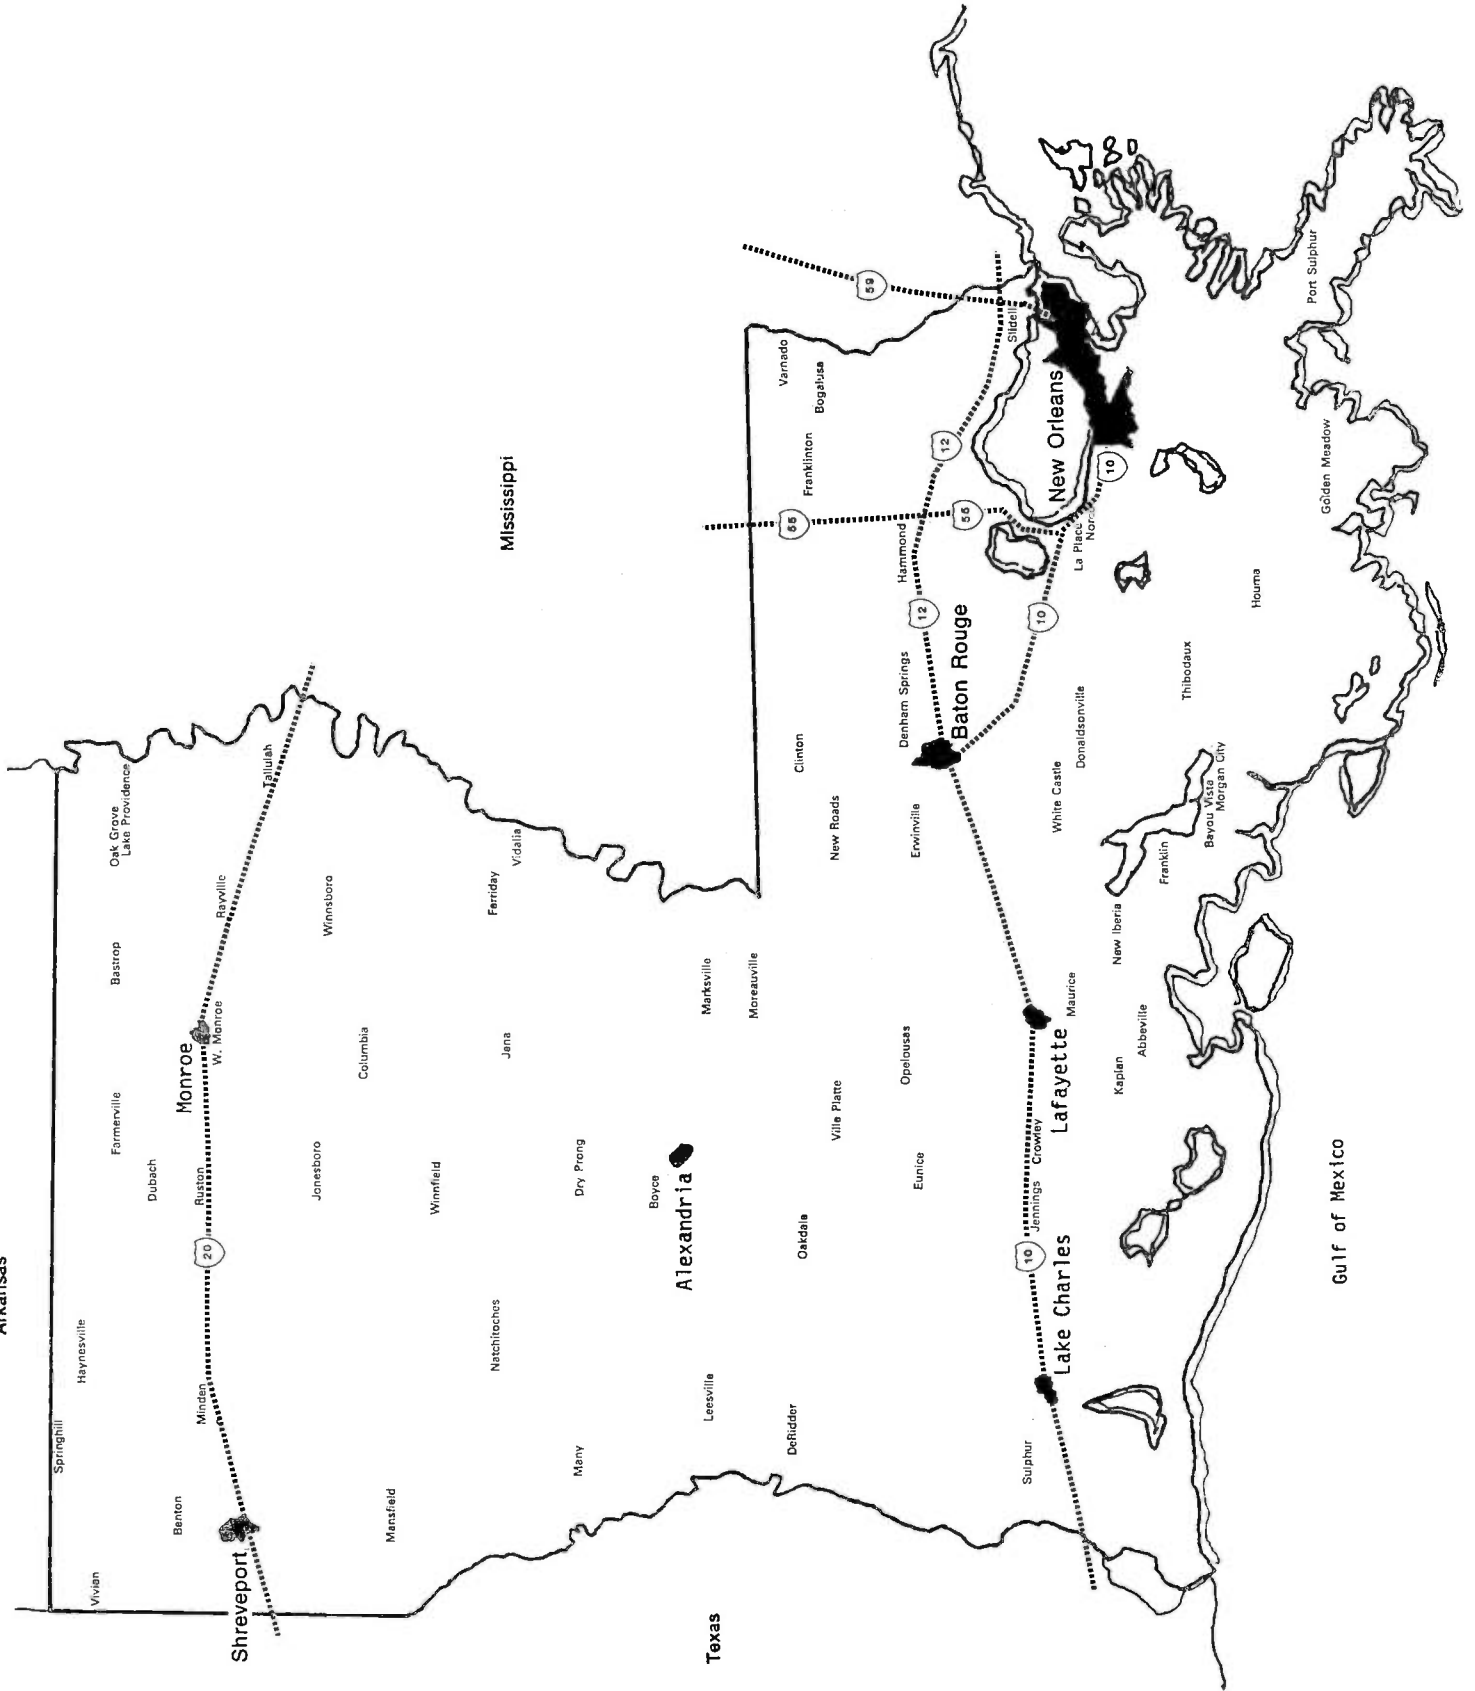 Arkansas
Springhill
Haynesville
Vivian
Farmerville
Bastrop
Oak Grove
Lake Providence
Dubach
Benton
Monroe
Minden
Ruston
20
W. Monroe
Rayville
Shreveport
Tallulah
Jonesboro
Winnsboro
Columbia
Mansfield
Winnfield
Natchitoches
Jena
Ferriday
Vidalia
Mississippi
Many
Dry Prong
Boyce
Alexandria
Leesville
Marksville
Texas
Moreauville
DeRidder
Oakdale
Clinton
55
Franklinton
Varnado
Bogalusa
Ville Platte
New Roads
59
Opelousas
Eunice
Erwinville
Denham Springs
Hammond
12
12
Baton Rouge
55
Slidell
Sulphur
10
Jennings
Crowley
10
Lake Charles
Lafayette
New Orleans
Maurice
White Castle
Donaldsonville
La Place
10
Kaplan
Abbeville
New Iberia
Franklin
Thibodaux
Bayou Vista
Morgan City
Houma
Port Sulphur
Golden Meadow
Gulf of Mexico